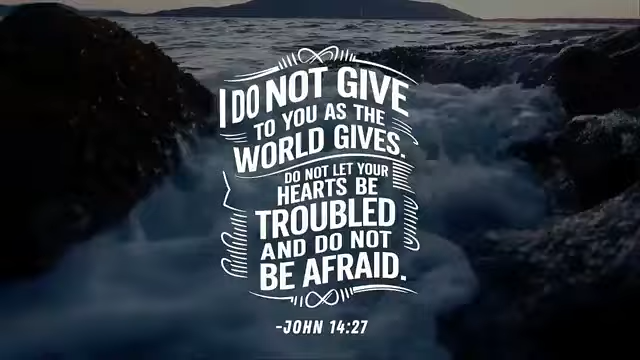 I DO NOT GIVE
TO YOU AS THE
WORLD GIVES.
DO NOT LET YOUR
HEARTS BE
TROUBLED
AND DO NOT
BE AFRAID.
-JOHN 14:27